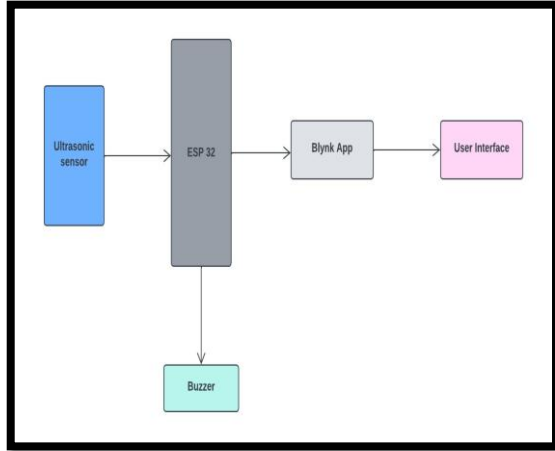 Ultrasonic
sensor
ESP 32
Blynk App
User Interface
Buzzer